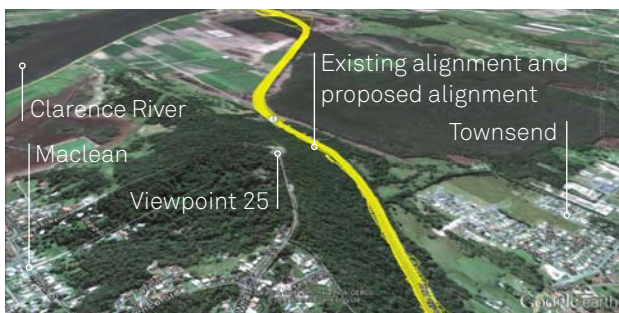 Existing alignment and
proposed alignment
Clarence River
Townsend
Maclean
Viewpoint 25
Google earth